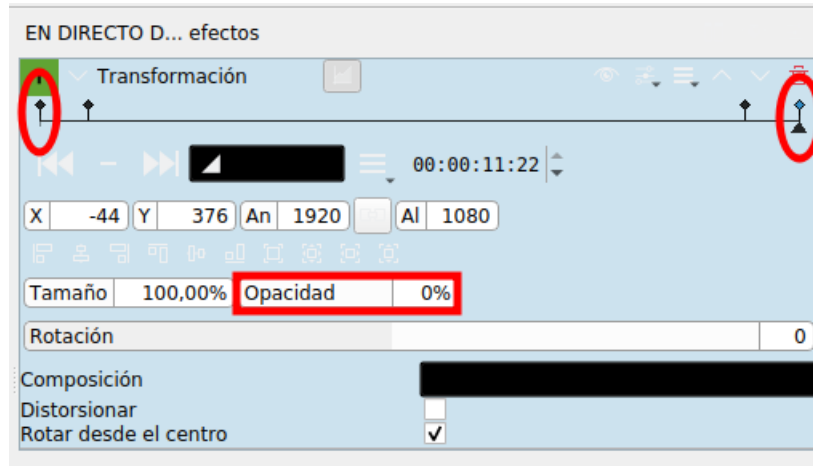 EN DIRECTO D... efectos
Transformación
00:00:11:22
X -44 Y 376 An 1920 Al 1080
Tamaño 100,00% Opacidad 0%
Rotación 0
Composición
Distorsionar
Rotar desde el centro